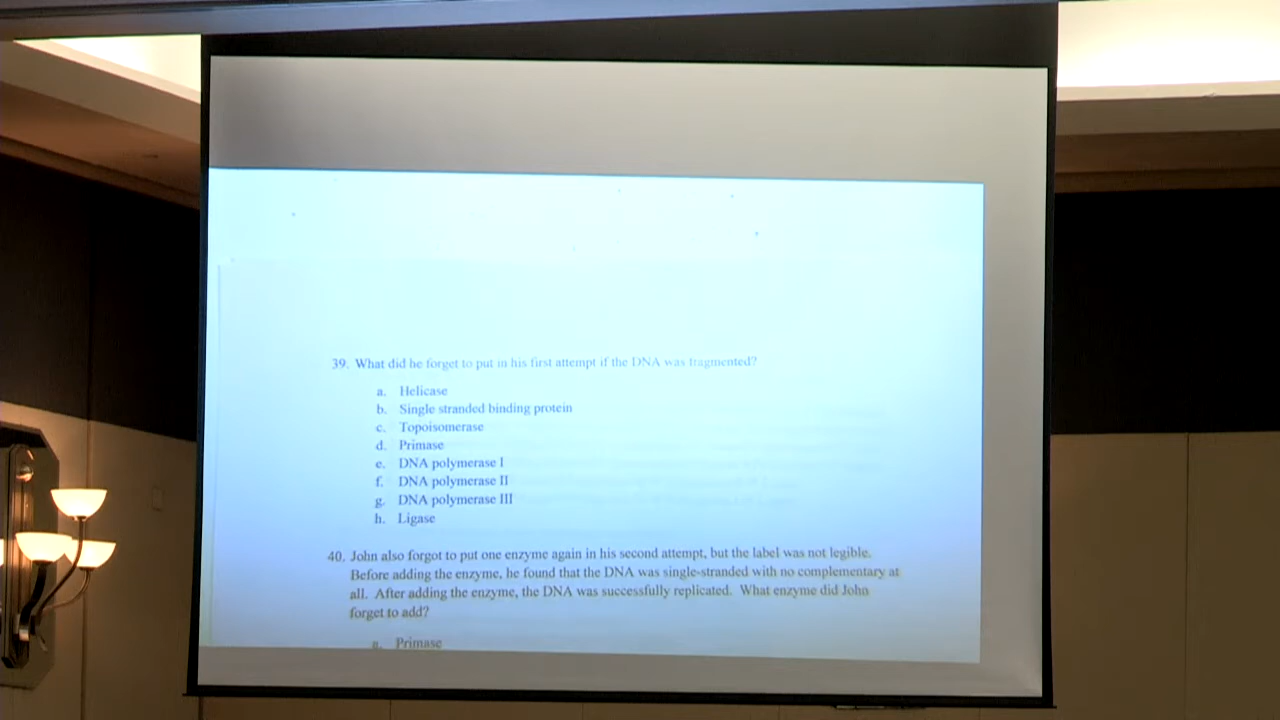 39. What did he forget to put in his first attempt if the DNA was fragmented?
a. Helicase
b. Single stranded binding protein
c. Topoisomerase
d. Primase
e. DNA polymerase I
f. DNA polymerase II
g. DNA polymerase III
h. Ligase
40. John also forgot to put one enzyme again in his second attempt, but the label was not legible.
Before adding the enzyme, he found that the DNA was single-stranded with no complementary at
all. After adding the enzyme, the DNA was successfully replicated. What enzyme did John
forget to add?
a. Primase